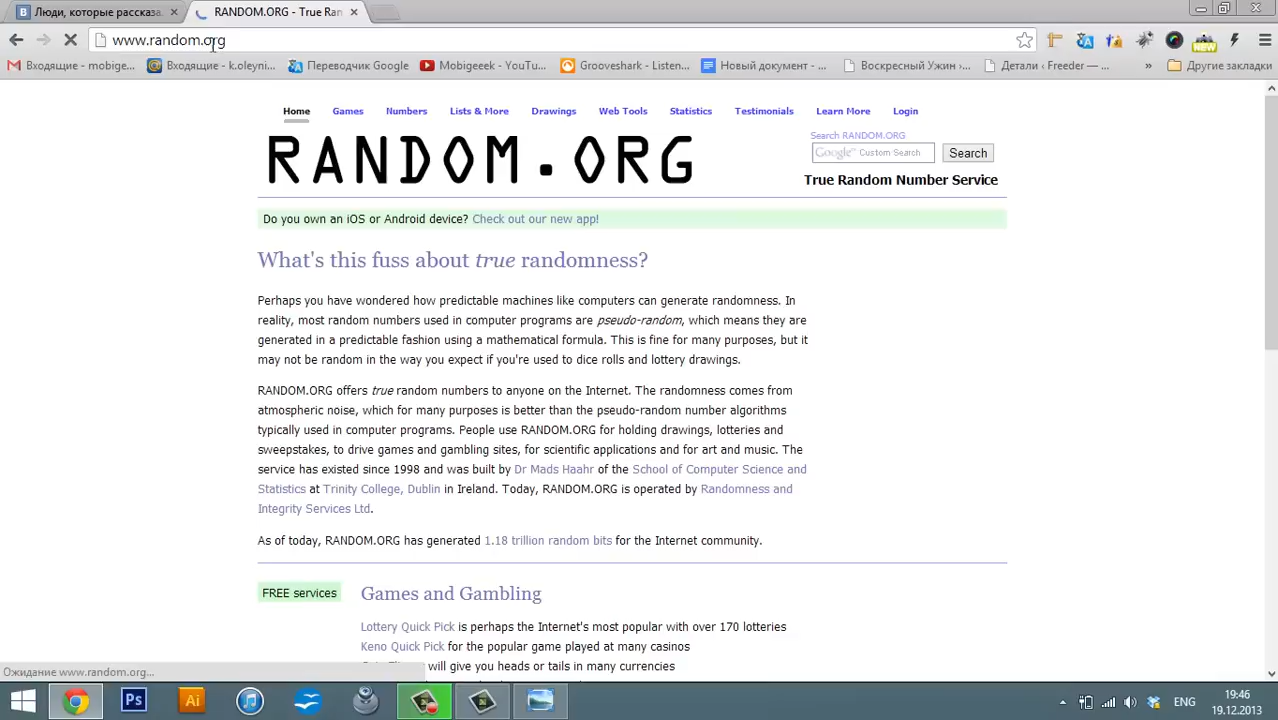 Люди, которые рассказа.
RANDOM.ORG - True Ran
www.random.org
Входящие - mobige...
Входящие - k.oleyni...
Переводчик Google
Mobigeeek - YouTu...
Grooveshark - Listen...
Новый документ - ...
Воскресный Ужин ›...
Детали ‹ Freeder —...
»
Другие закладки
Home
Games
Numbers
Lists & More
Drawings
Web Tools
Statistics
Testimonials
Learn More
Login
RANDOM.ORG
Search RANDOM.ORG
Google™ Custom Search
Search
True Random Number Service
Do you own an iOS or Android device? Check out our new app!
What's this fuss about true randomness?
Perhaps you have wondered how predictable machines like computers can generate randomness. In
reality, most random numbers used in computer programs are pseudo-random, which means they are
generated in a predictable fashion using a mathematical formula. This is fine for many purposes, but it
may not be random in the way you expect if you're used to dice rolls and lottery drawings.
RANDOM.ORG offers true random numbers to anyone on the Internet. The randomness comes from
atmospheric noise, which for many purposes is better than the pseudo-random number algorithms
typically used in computer programs. People use RANDOM.ORG for holding drawings, lotteries and
sweepstakes, to drive games and gambling sites, for scientific applications and for art and music. The
service has existed since 1998 and was built by Dr Mads Haahr of the School of Computer Science and
Statistics at Trinity College, Dublin in Ireland. Today, RANDOM.ORG is operated by Randomness and
Integrity Services Ltd.
As of today, RANDOM.ORG has generated 1.18 trillion random bits for the Internet community.
FREE services
Games and Gambling
Lottery Quick Pick is perhaps the Internet's most popular with over 170 lotteries
Keno Quick Pick for the popular game played at many casinos
will give you heads or tails in many currencies
Ожидание www.random.org...
NEW
Ps
Ai
ENG
19:46
19.12.2013